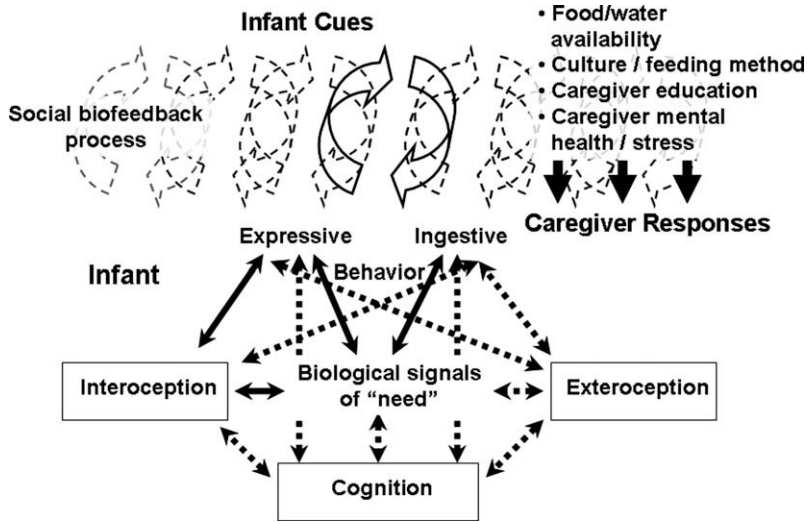 Infant Cues
• Food/water
availability
• Culture / feeding method
• Caregiver education
• Caregiver mental
health / stress
Social biofeedback
process
Caregiver Responses
Expressive
Ingestive
Infant
Behavior
Interoception
Biological signals
of “need”
Exteroception
Cognition